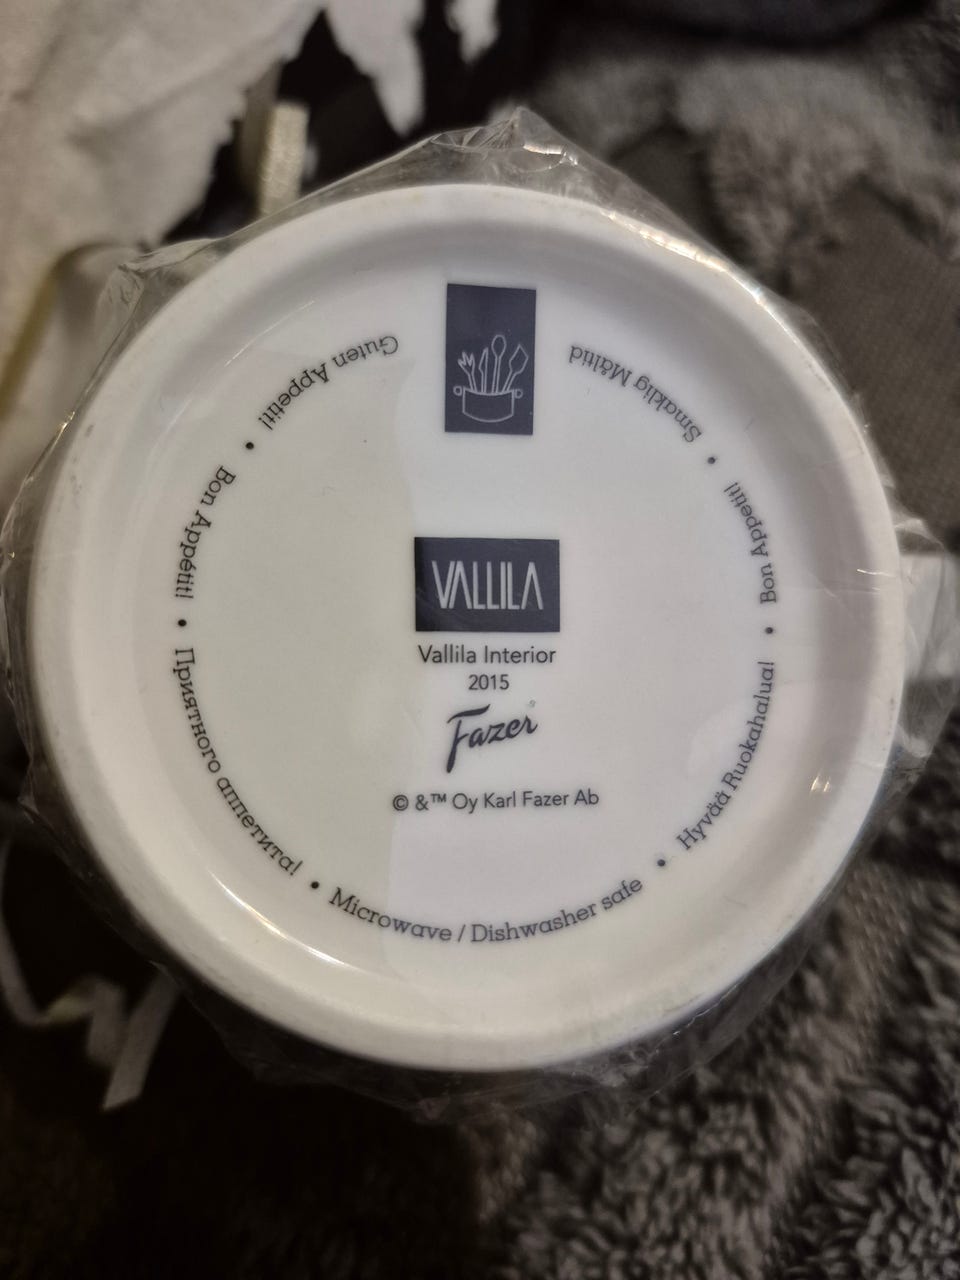 VALLILA
Vallila Interior
2015
Fazer
© &™ Oy Karl Fazer Ab
Guten Appetit! • Bon Appétit! • Приятного аппетита! • Microwave / Dishwasher safe • Hyvää Ruokahalua! • Bon Appetit! • Smaklig Måltid